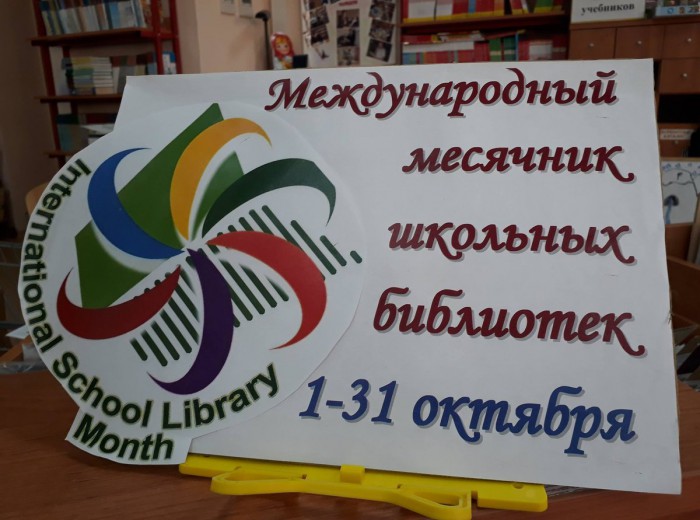 учебников
Международный
месячник
школьных
библиотек
1-31 октября
International School Library
Month